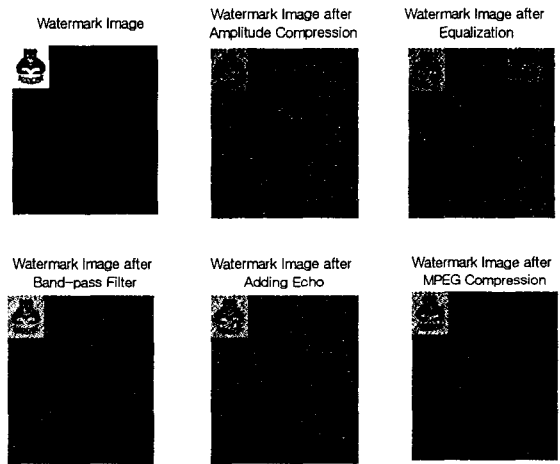 Watermark Image
Watermark Image after
Amplitude Compression
Watermark Image after
Equalization
Watermark Image after
Band-pass Filter
Watermark Image after
Adding Echo
Watermark Image after
MPEG Compression